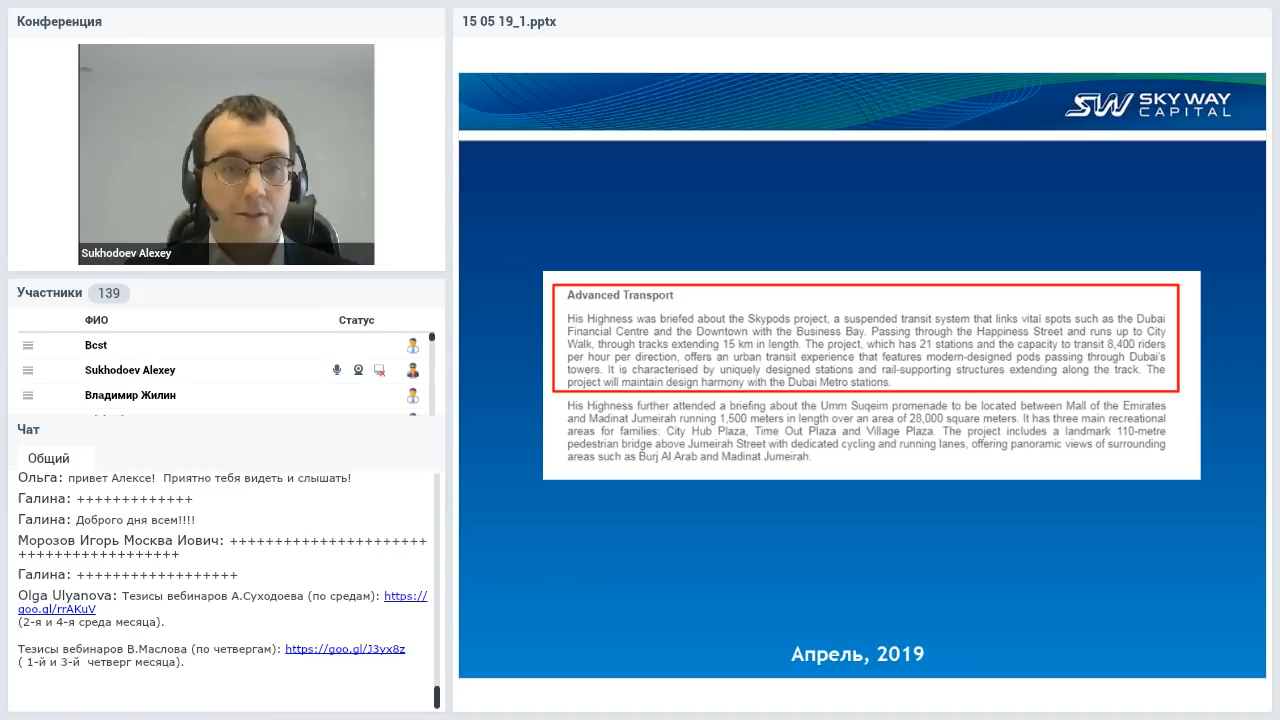 Конференция
Sukhodoev Alexey
Участники 139
ФИО Статус
Bcst
Sukhodoev Alexey
Владимир Жилин
Чат
Общий
Ольга: привет Алексе!  Приятно тебя видеть и слышать!
Галина: +++++++++++++
Галина: Доброго дня всем!!!!
Морозов Игорь Москва Иович: ++++++++++++++++++++++
++++++++++++++++++
Галина: ++++++++++++++++++
Olga Ulyanova: Тезисы вебинаров А.Суходоева (по средам): https://
goo.gl/rrAKuV
(2-я и 4-я среда месяца).
Тезисы вебинаров В.Маслова (по четвергам): https://goo.gl/J3yx8z
( 1-й и 3-й  четверг месяца).
15 05 19_1.pptx
SW SKY WAY
CAPITAL
Advanced Transport
His Highness was briefed about the Skypods project, a suspended transit system that links vital spots such as the Dubai
Financial Centre and the Downtown with the Business Bay. Passing through the Happiness Street and runs up to City
Walk, through tracks extending 15 km in length. The project, which has 21 stations and the capacity to transit 8,400 riders
per hour per direction, offers an urban transit experience that features modern-designed pods passing through Dubai's
towers. It is characterised by uniquely designed stations and rail-supporting structures extending along the track. The
project will maintain design harmony with the Dubai Metro stations.
His Highness further attended a briefing about the Umm Suqeim promenade to be located between Mall of the Emirates
and Madinat Jumeirah running 1,500 meters in length over an area of 28,000 square meters. It has three main recreational
areas for families: City Hub Plaza, Time Out Plaza and Village Plaza. The project includes a landmark 110-metre
pedestrian bridge above Jumeirah Street with dedicated cycling and running lanes, offering panoramic views of surrounding
areas such as Burj Al Arab and Madinat Jumeirah.
Апрель, 2019